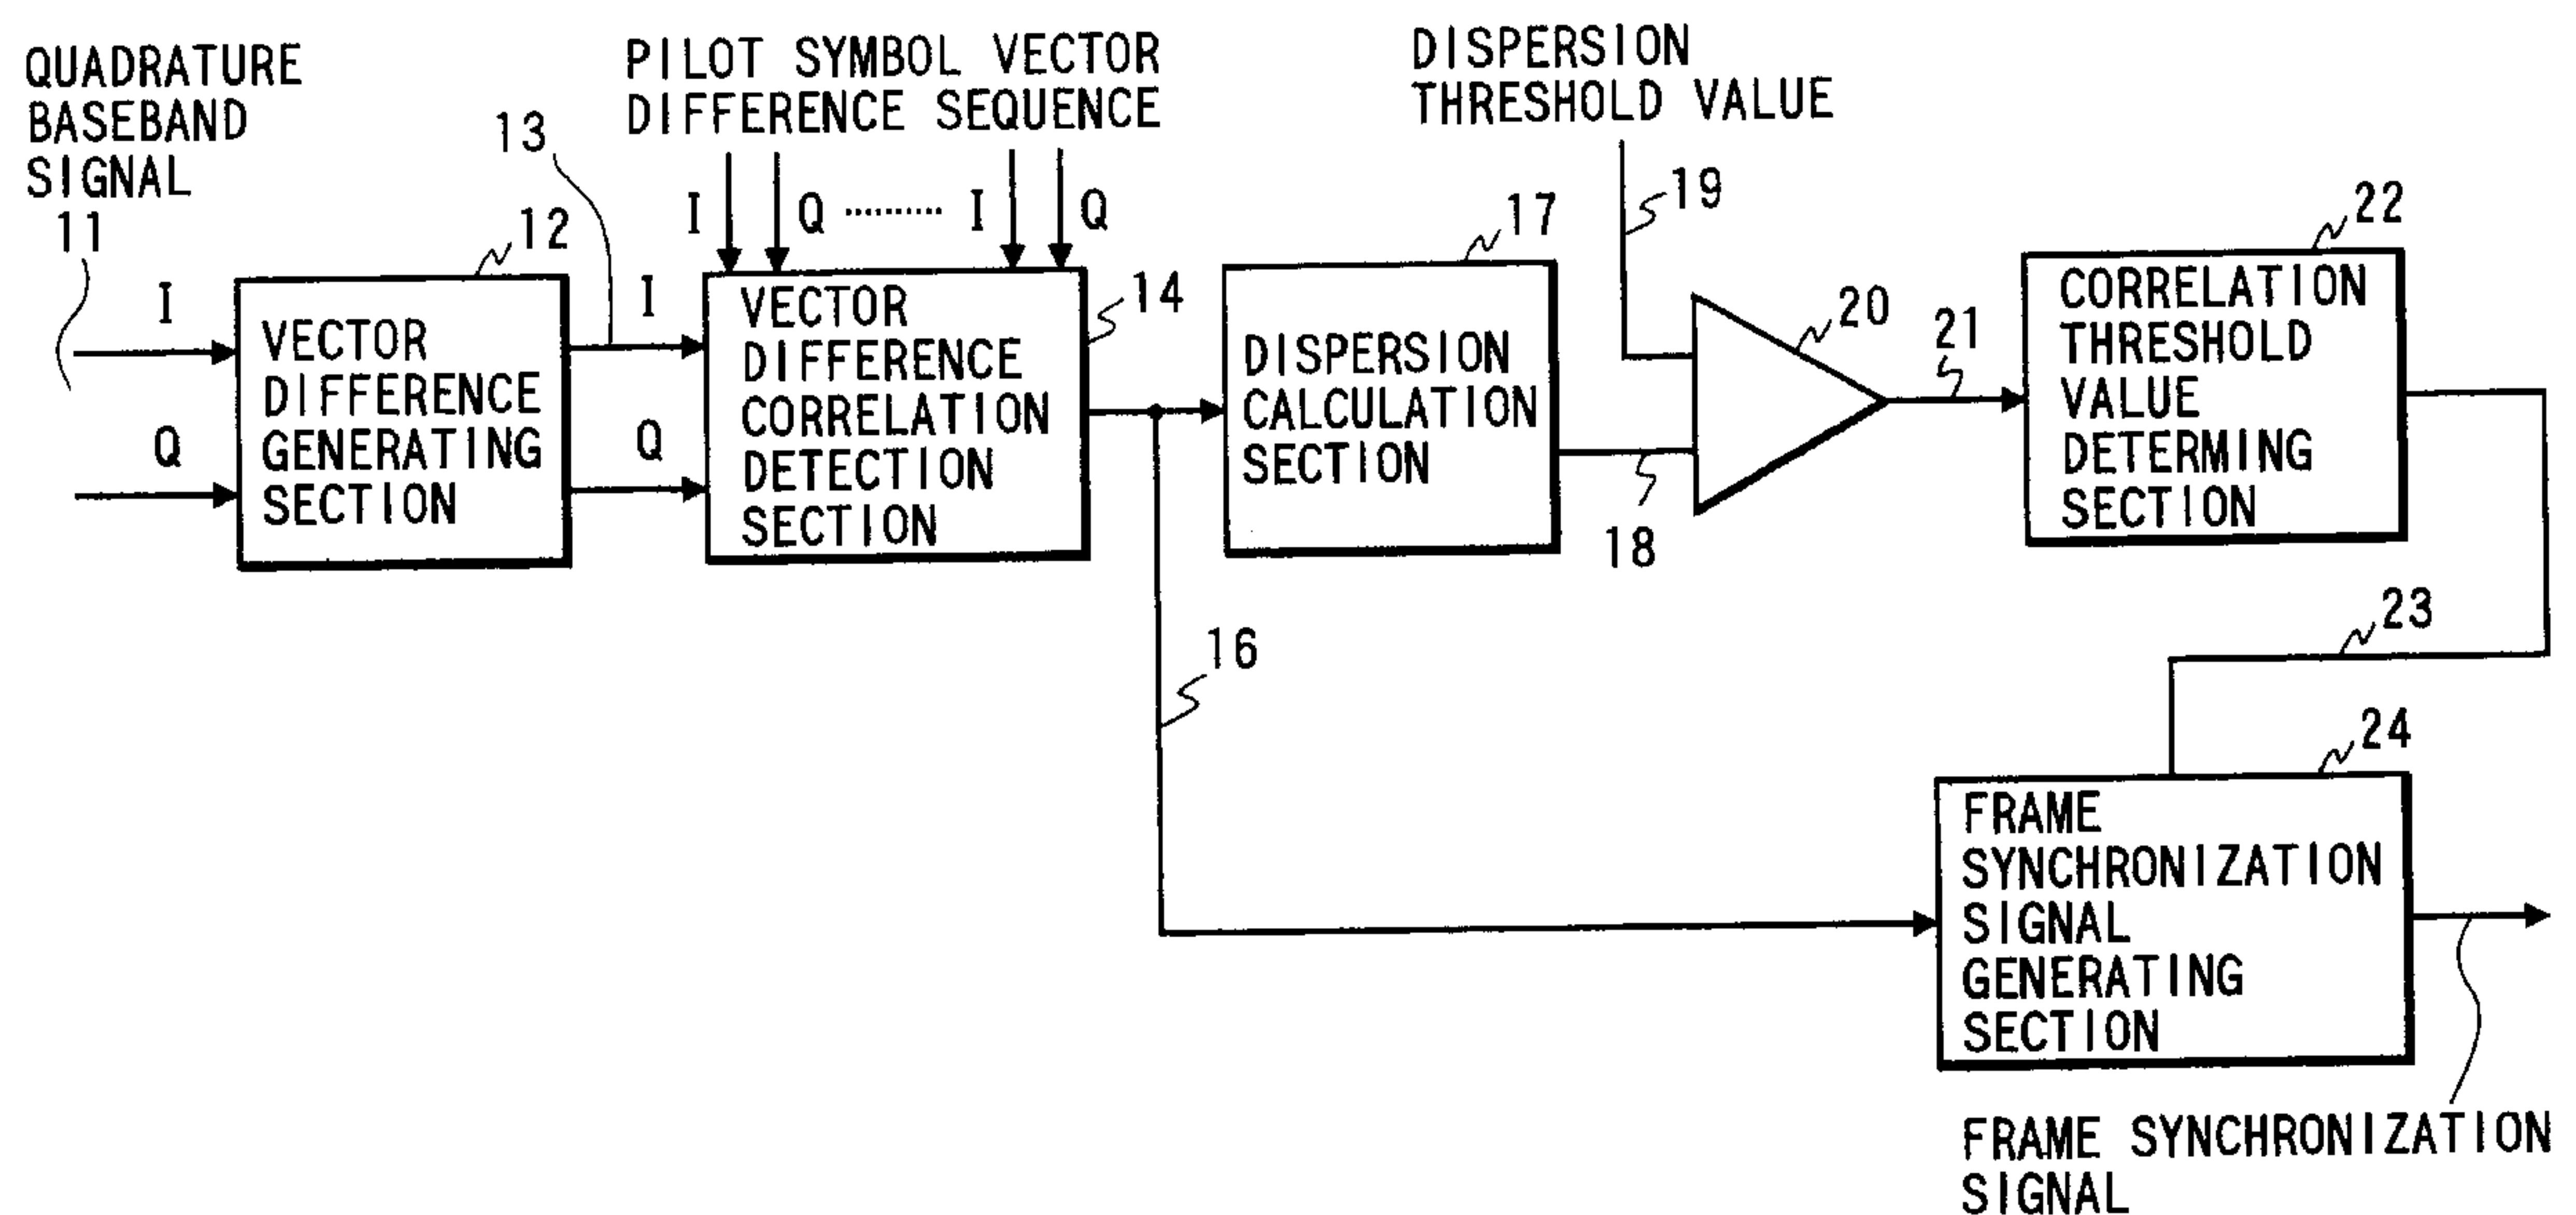 QUADRATURE
BASEBAND
SIGNAL
11
PILOT SYMBOL VECTOR
DIFFERENCE SEQUENCE
DISPERSION
THRESHOLD VALUE
13
I
Q
..........
I
Q
12
14
17
19
20
21
22
I
Q
VECTOR
DIFFERENCE
GENERATING
SECTION
I
Q
VECTOR
DIFFERENCE
CORRELATION
DETECTION
SECTION
DISPERSION
CALCULATION
SECTION
18
CORRELATION
THRESHOLD
VALUE
DETERMING
SECTION
16
23
24
FRAME
SYNCHRONIZATION
SIGNAL
GENERATING
SECTION
FRAME SYNCHRONIZATION
SIGNAL